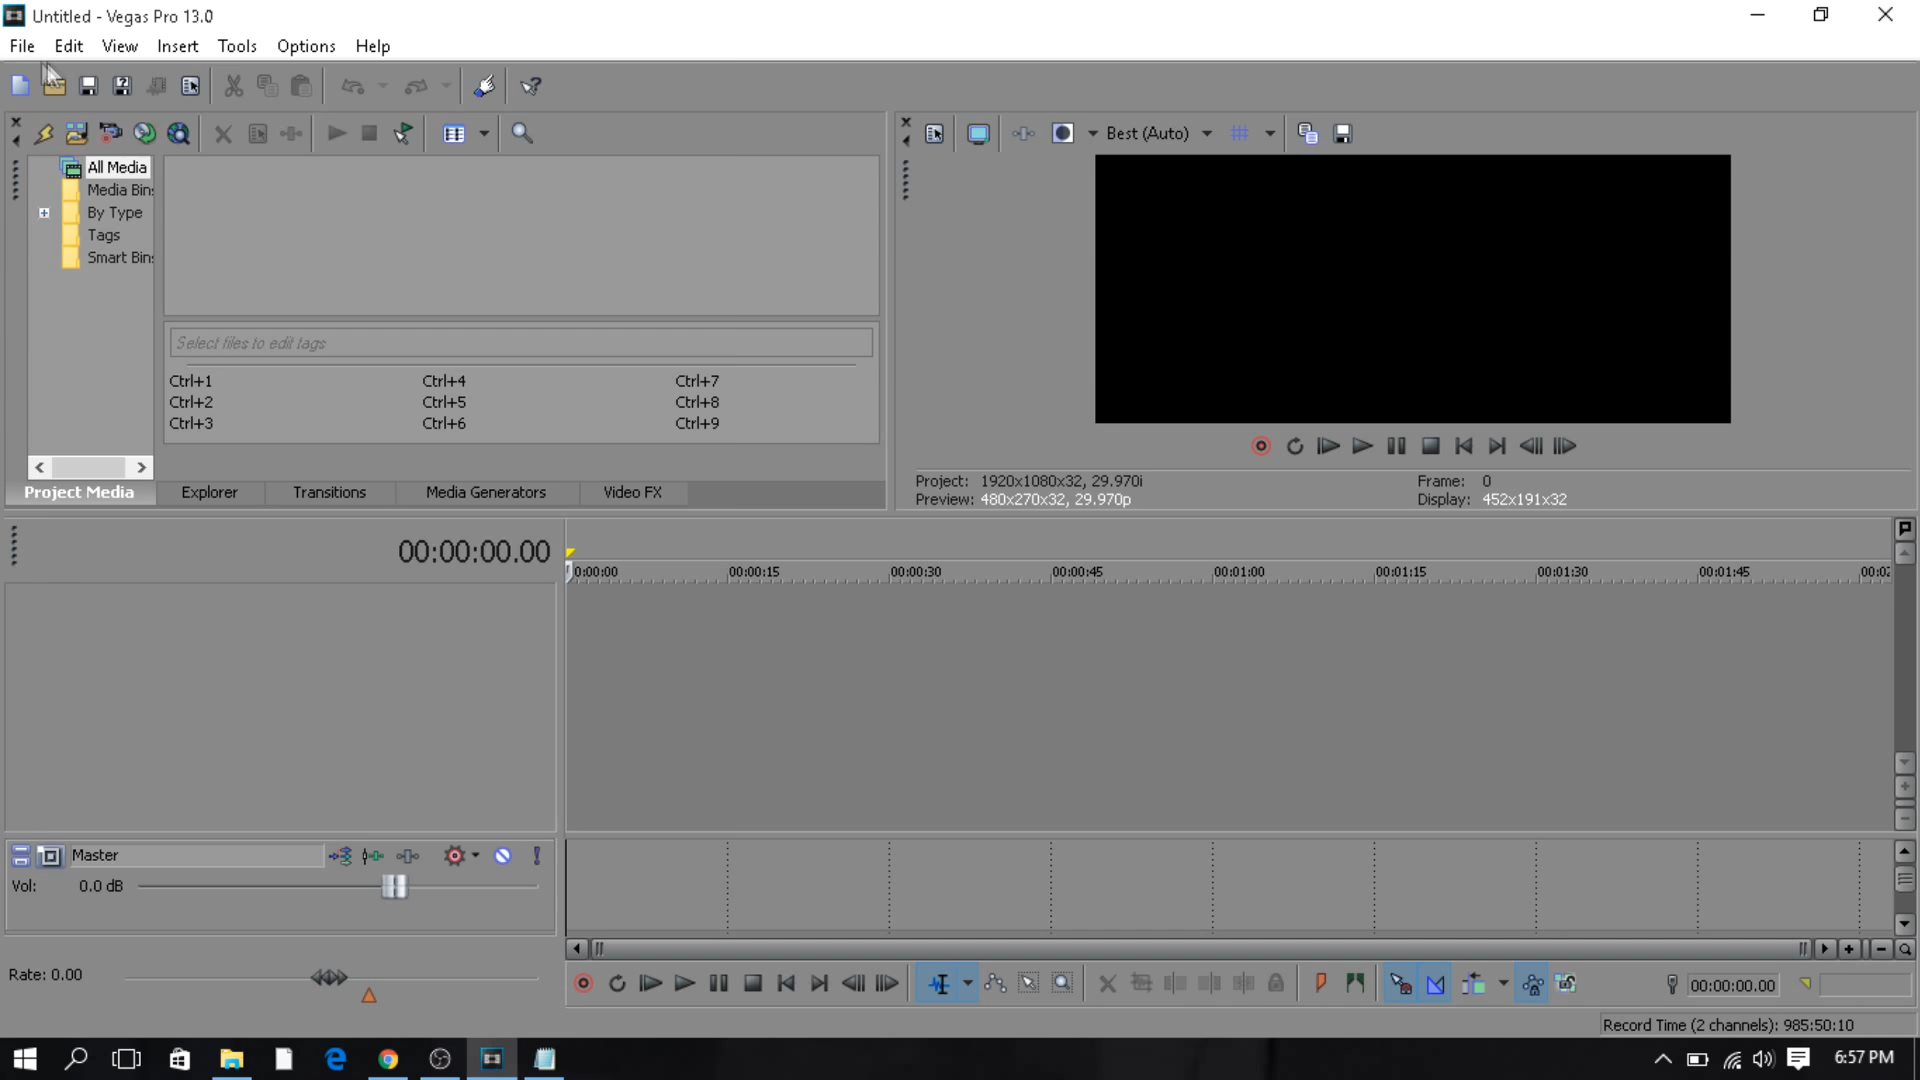 Untitled - Vegas Pro 13.0
File Edit View Insert Tools Options Help
Best (Auto)
All Media
Media Bin
By Type
Tags
Smart Bin
Select files to edit tags
Ctrl+1 Ctrl+4 Ctrl+7
Ctrl+2 Ctrl+5 Ctrl+8
Ctrl+3 Ctrl+6 Ctrl+9
Project Media Explorer Transitions Media Generators Video FX
Project: 1920x1080x32, 29.970i Frame: 0
Preview: 480x270x32, 29.970p Display: 452x191x32
00:00:00.00
0:00:00 00:00:15 00:00:30 00:00:45 00:01:00 00:01:15 00:01:30 00:01:45 00:0
Master
Vol: 0.0 dB
Rate: 0.00
00:00:00.00
Record Time (2 channels): 985:50:10
6:57 PM